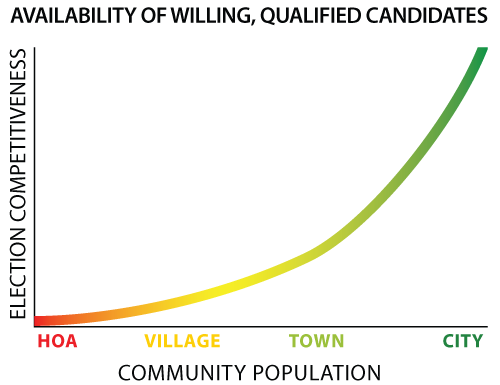 AVAILABILITY OF WILLING, QUALIFIED CANDIDATES
ELECTION COMPETITIVENESS
HOA VILLAGE TOWN CITY
COMMUNITY POPULATION